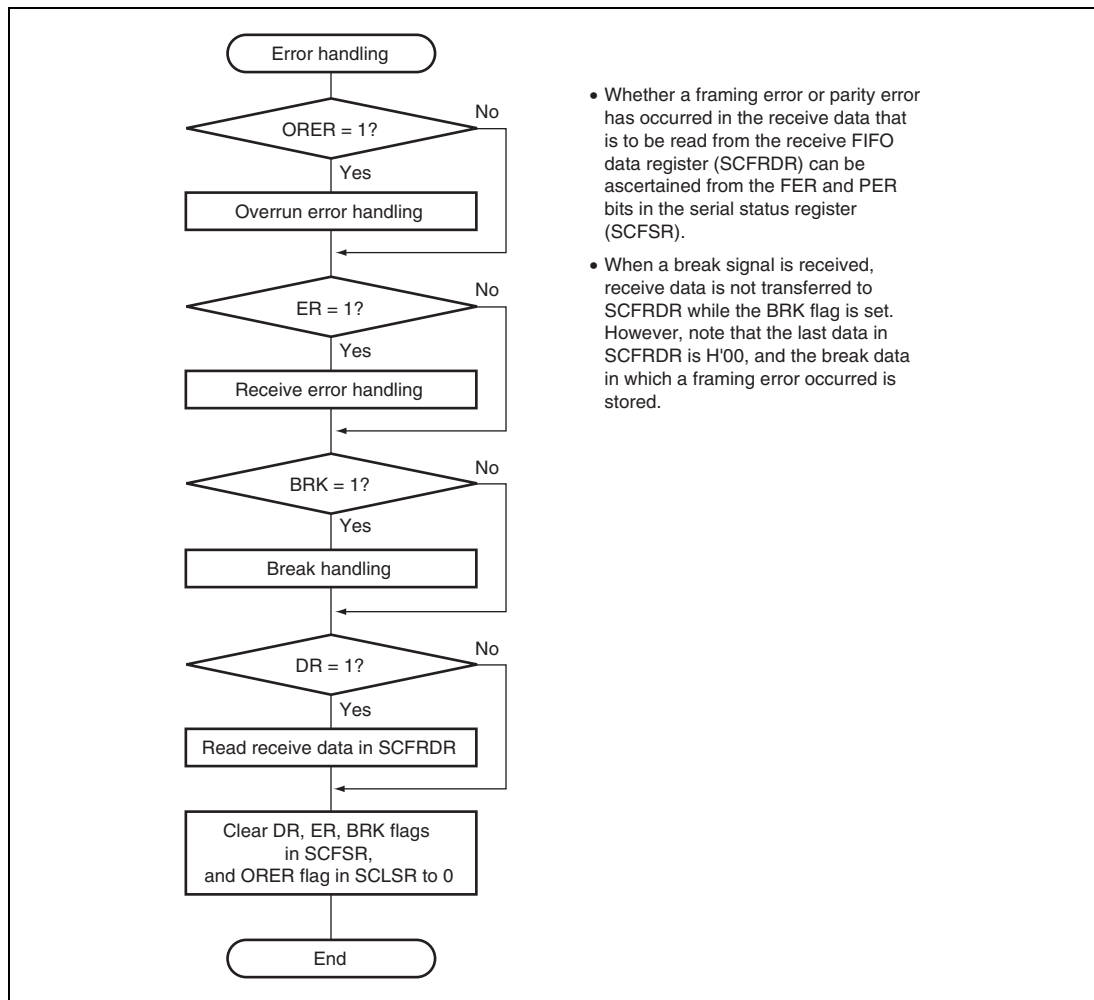 Error handling
ORER = 1?
No
Yes
Overrun error handling
ER = 1?
No
Yes
Receive error handling
BRK = 1?
No
Yes
Break handling
DR = 1?
No
Yes
Read receive data in SCFRDR
Clear DR, ER, BRK flags
in SCFSR,
and ORER flag in SCLSR to 0
End
• Whether a framing error or parity error
has occurred in the receive data that
is to be read from the receive FIFO
data register (SCFRDR) can be
ascertained from the FER and PER
bits in the serial status register
(SCFSR).
• When a break signal is received,
receive data is not transferred to
SCFRDR while the BRK flag is set.
However, note that the last data in
SCFRDR is H'00, and the break data
in which a framing error occurred is
stored.